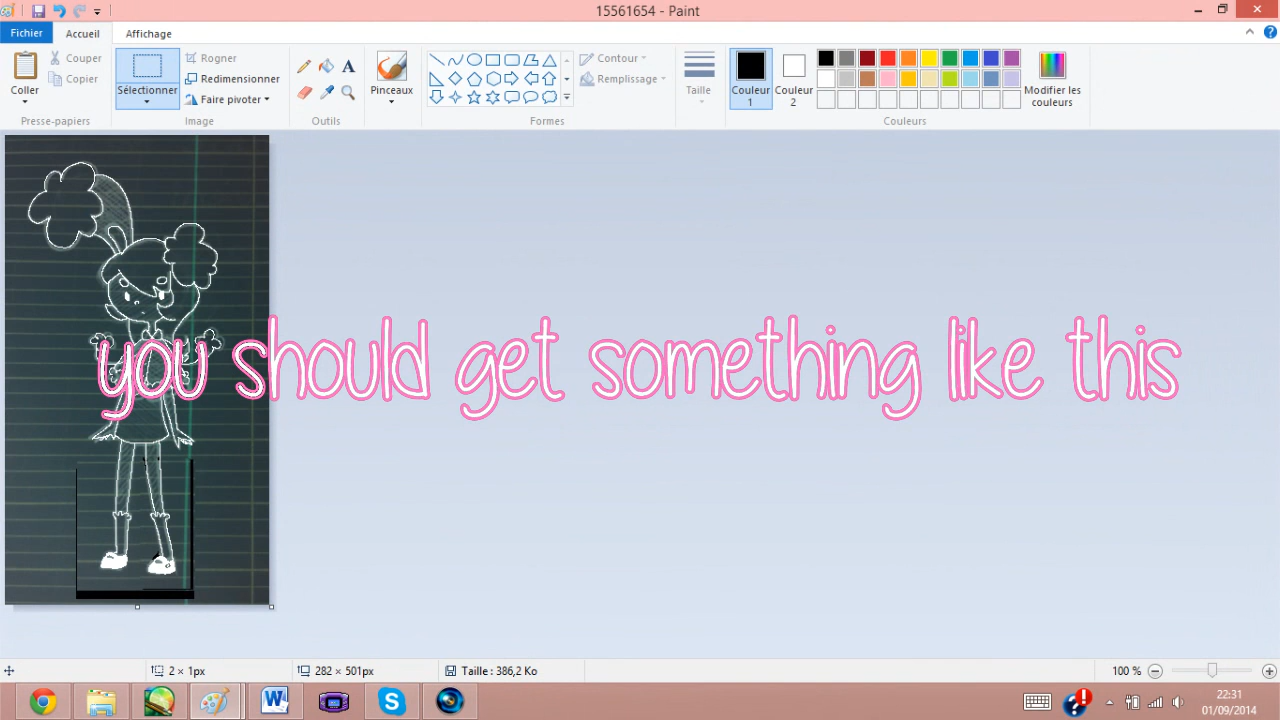 15561654 - Paint
Fichier
Accueil
Affichage
Coller
Couper
Copier
Presse-papiers
Sélectionner
Rogner
Redimensionner
Faire pivoter
Image
A
Outils
Pinceaux
Contour
Remplissage
Formes
Taille
Couleur 1
Couleur 2
Modifier les couleurs
Couleurs
you should get something like this
2 × 1px
282 × 501px
Taille : 386,2 Ko
100 %
22:31
01/09/2014